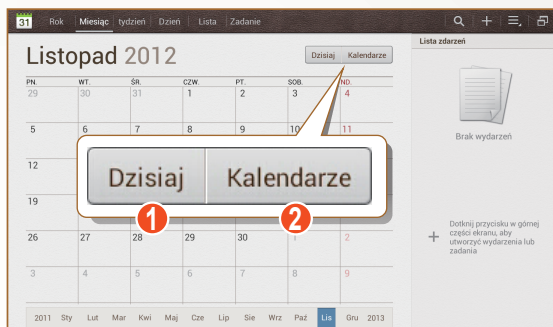 31 Rok Miesiąc tydzień Dzień Lista Zadanie
Lista zdarzeń
Listopad 2012
Dzisiaj Kalendarze
PN. WT. ŚR. CZW. PT. SOB. ND.
29 30 31 1 2 3 4
Brak wydarzeń
5 6 7 8 9 10 11
12
Dzisiaj Kalendarze
19
1 2
Dotknij przycisku w górnej
części ekranu, aby
utworzyć wydarzenia lub
zadania
26 27 28 29 30 1 2
3 4 5 6 7 8 9
2011 Sty Lut Mar Kwi Maj Cze Lip Sie Wrz Paź Lis Gru 2013